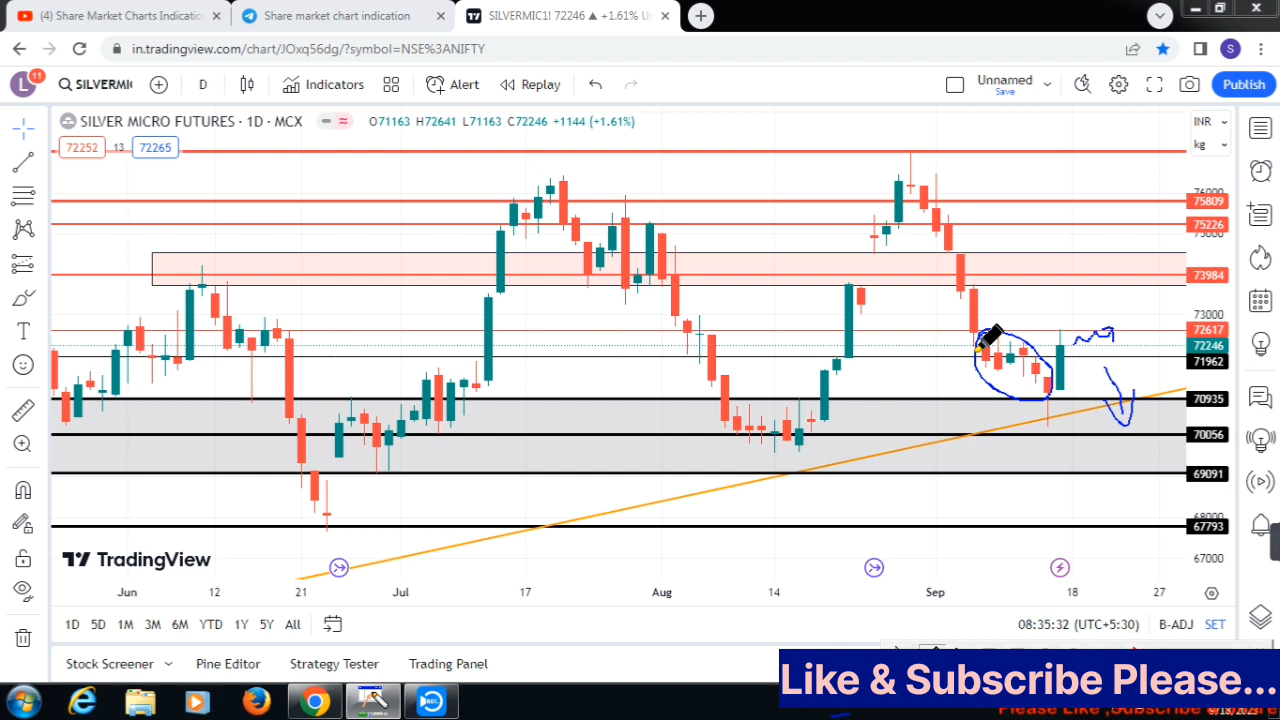 (4) Share Market Charts Indicatio
Share market chart indication
SILVERMIC1! 72246 ▲ +1.61% Un
in.tradingview.com/chart/JOxq56dg/?symbol=NSE%3ANIFTY
S
L
11
SILVERMI
D
Indicators
Alert
Replay
Unnamed
Save
Publish
SILVER MICRO FUTURES · 1D · MCX
O71163 H72641 L71163 C72246 +1144 (+1.61%)
INR
kg
72252
13
72265
76000
75809
75226
75000
73984
73000
72617
72246
71962
70935
70056
69091
68000
67793
67000
TradingView
Jun
12
21
Jul
17
Aug
14
Sep
18
27
1D
5D
1M
3M
6M
YTD
1Y
5Y
All
08:35:32 (UTC+5:30)
B-ADJ
SET
Stock Screener
Pine Editor
Strategy Tester
Trading Panel
Like & Subscribe Please...
REC